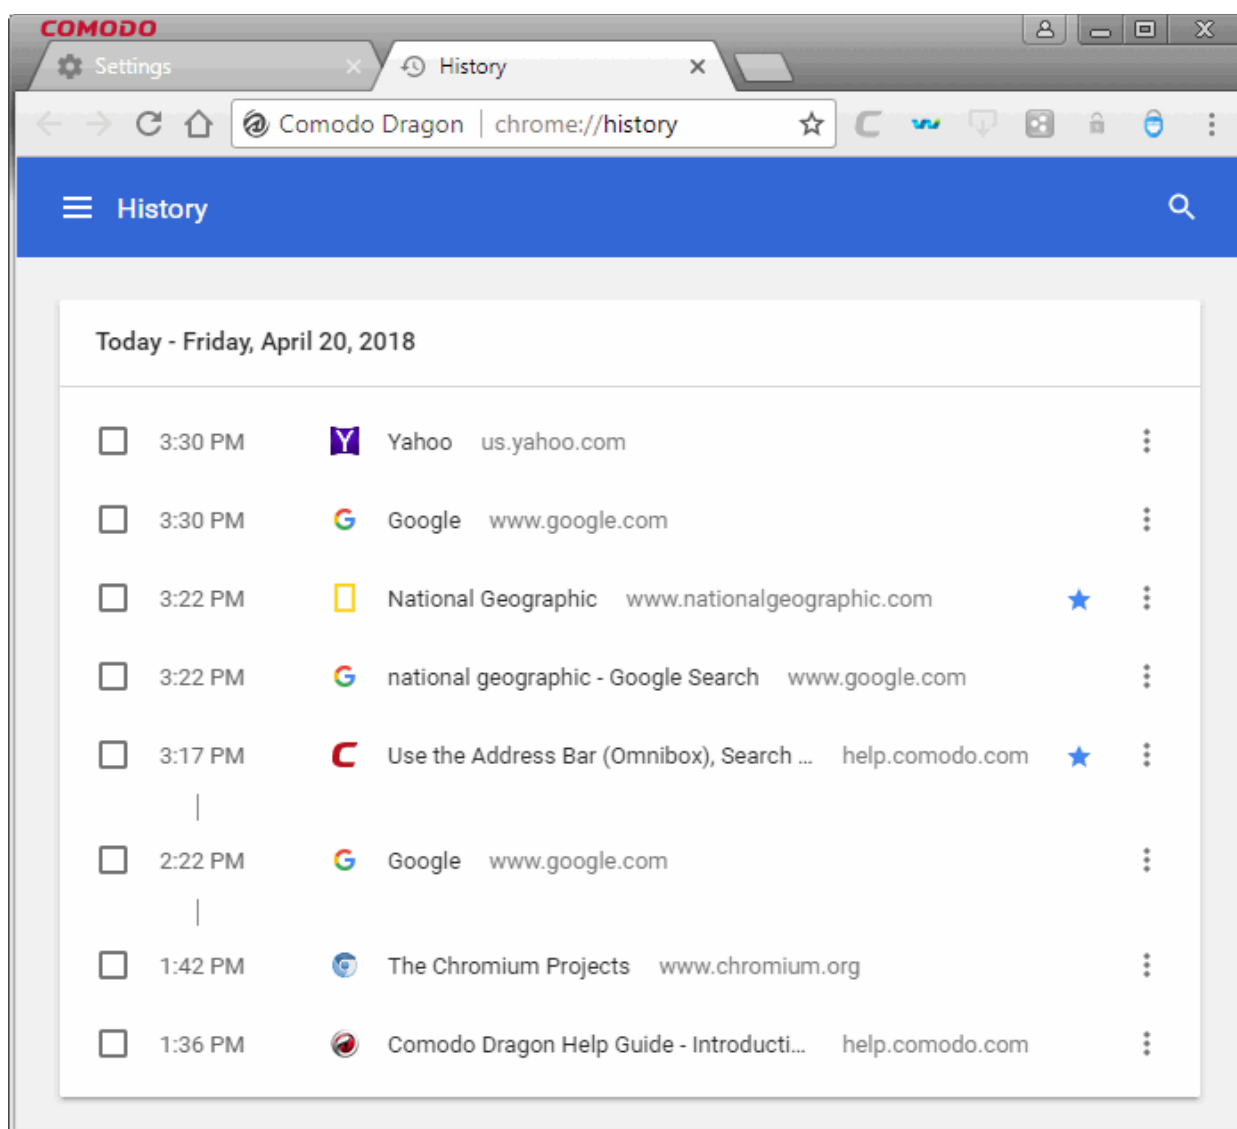 COMODO
Settings History
Comodo Dragon chrome://history
History
Today - Friday, April 20, 2018
3:30 PM Yahoo us.yahoo.com
3:30 PM Google www.google.com
3:22 PM National Geographic www.nationalgeographic.com
3:22 PM national geographic - Google Search www.google.com
3:17 PM Use the Address Bar (Omnibox), Search ... help.comodo.com
2:22 PM Google www.google.com
1:42 PM The Chromium Projects www.chromium.org
1:36 PM Comodo Dragon Help Guide - Introducti... help.comodo.com